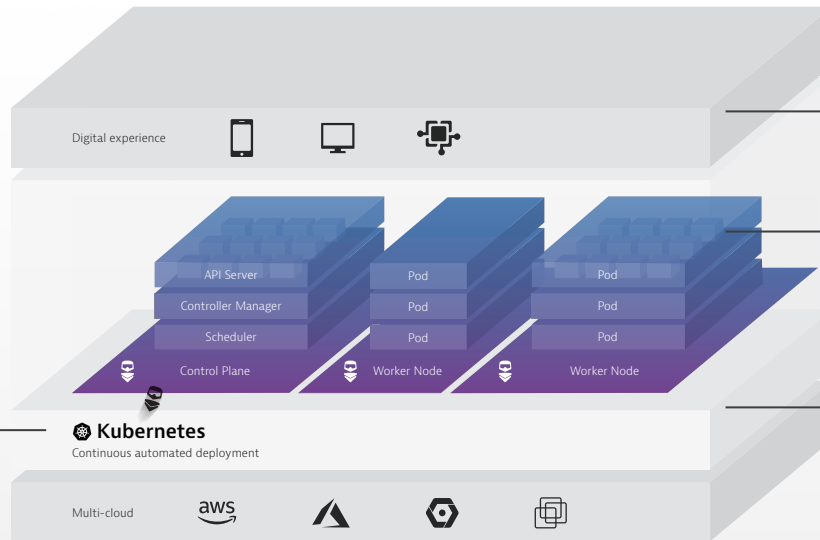 Digital experience
API Server
Pod
Pod
Controller Manager
Pod
Pod
Scheduler
Pod
Pod
Control Plane
Worker Node
Worker Node
Kubernetes
Continuous automated deployment
Multi-cloud
aws